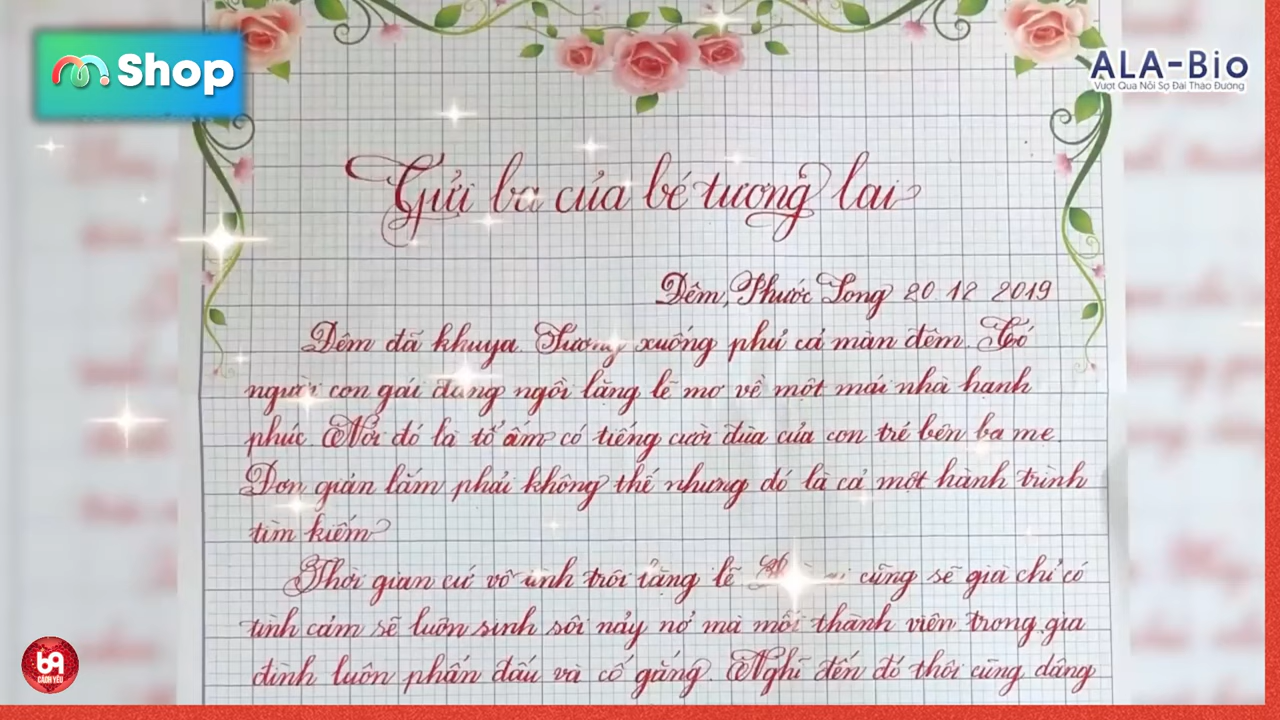 Shop
ALA-Bio
Vượt Qua Nỗi Sợ Đái Tháo Đường
Gửi ba của bé tương lai
Đêm, Phước Long 20 12 2019
Đêm đã khuya. Sương xuống phủ cả màn đêm. Có
người con gái đang ngồi lặng lẽ mơ về một mái nhà hạnh
phúc. Nơi đó là tổ ấm có tiếng cười đùa của con trẻ bên ba mẹ.
Đơn giản lắm phải không thế nhưng đó là cả một hành trình
tìm kiếm
Thời gian cứ vô tình trôi lặng lẽ cũng sẽ già chỉ có
tình cảm sẽ luôn sinh sôi nảy nở mà mỗi thành viên trong gia
đình luôn phấn đấu và cố gắng. Nghĩ đến đó thôi cũng dâng
CÁNH YÊU